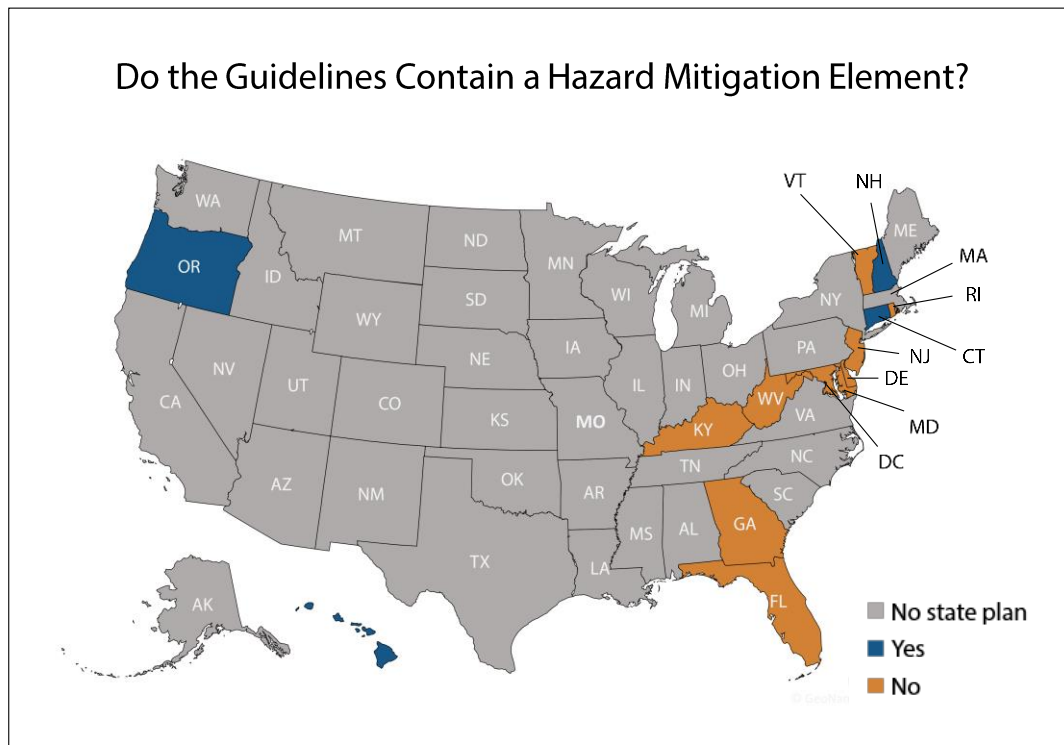 Do the Guidelines Contain a Hazard Mitigation Element?
VT
NH
WA
ME
MT
ND
MN
OR
MA
ID
SD
WI
NY
RI
WY
MI
IA
PA
NE
NJ
CT
NV
OH
UT
IL
IN
DE
CO
WV
CA
KS
MO
VA
MD
KY
NC
DC
TN
OK
AZ
NM
AR
SC
MS
AL
GA
TX
LA
AK
FL
No state plan
Yes
No